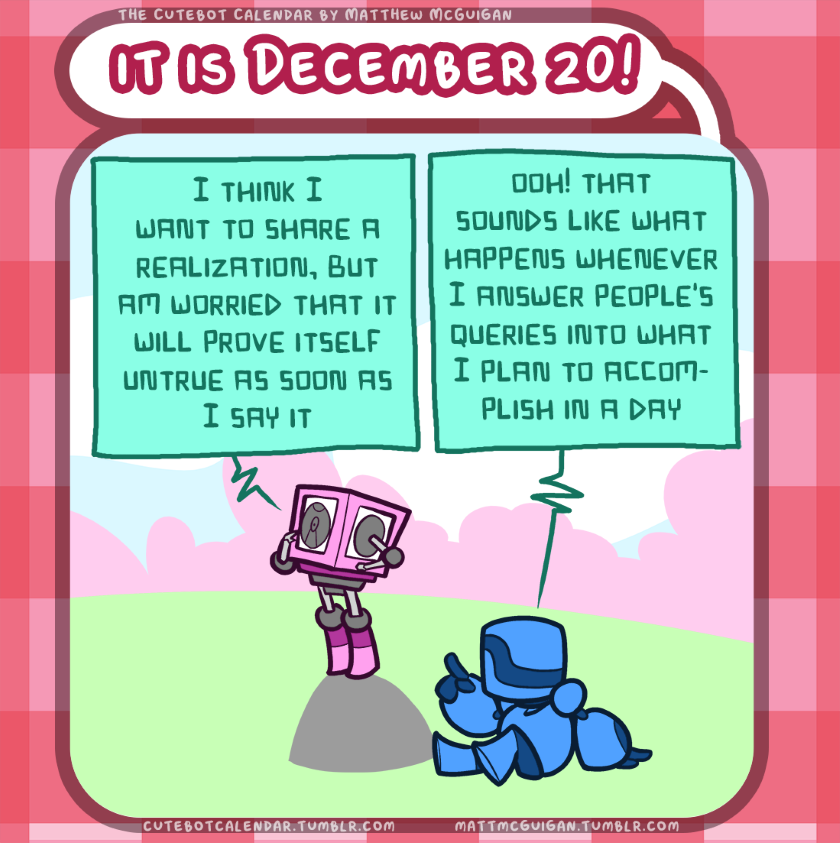 THE CUTEBOT CALENDAR BY MATTHEW MCGUIGAN
IT IS DECEMBER 20!
I THINK I
WANT TO SHARE A
REALIZATION, BUT
AM WORRIED THAT IT
WILL PROVE ITSELF
UNTRUE AS SOON AS
I SAY IT
OOH! THAT
SOUNDS LIKE WHAT
HAPPENS WHENEVER
I ANSWER PEOPLE'S
QUERIES INTO WHAT
I PLAN TO ACCOM-
PLISH IN A DAY
CUTEBOTCALENDAR.TUMBLR.COM
MATTMCGUIGAN.TUMBLR.COM